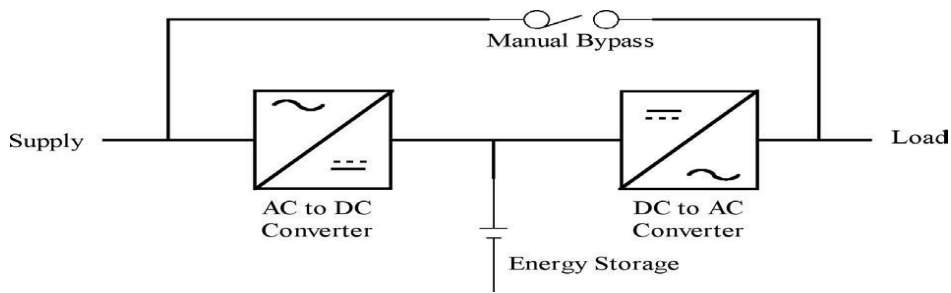 Manual Bypass
Supply
Load
AC to DC
Converter
DC to AC
Converter
Energy Storage